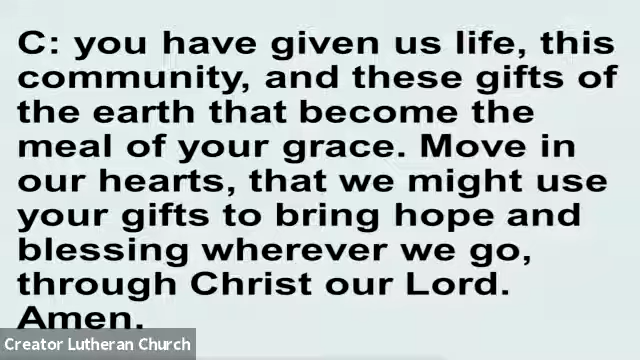 C: you have given us life, this
community, and these gifts of
the earth that become the
meal of your grace. Move in
our hearts, that we might use
your gifts to bring hope and
blessing wherever we go,
through Christ our Lord.
Amen.
Creator Lutheran Church